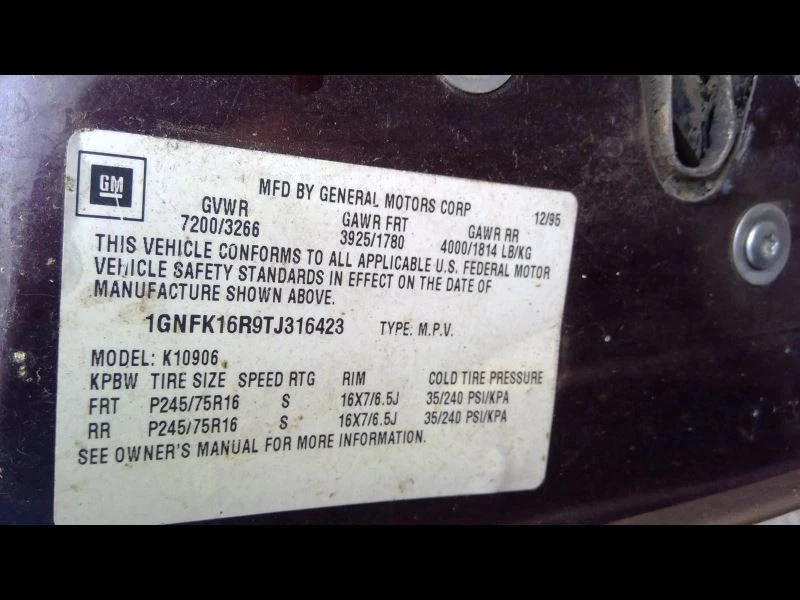 GM
MFD BY GENERAL MOTORS CORP 12/95
GVWR GAWR FRT GAWR RR
7200/3266 3925/1780 4000/1814 LB/KG
THIS VEHICLE CONFORMS TO ALL APPLICABLE U.S. FEDERAL MOTOR
VEHICLE SAFETY STANDARDS IN EFFECT ON THE DATE OF
MANUFACTURE SHOWN ABOVE.
1GNFK16R9TJ316423 TYPE: M.P.V.
MODEL: K10906
KPBW TIRE SIZE SPEED RTG RIM COLD TIRE PRESSURE
FRT P245/75R16 S 16X7/6.5J 35/240 PSI/KPA
RR P245/75R16 S 16X7/6.5J 35/240 PSI/KPA
SEE OWNER'S MANUAL FOR MORE INFORMATION.